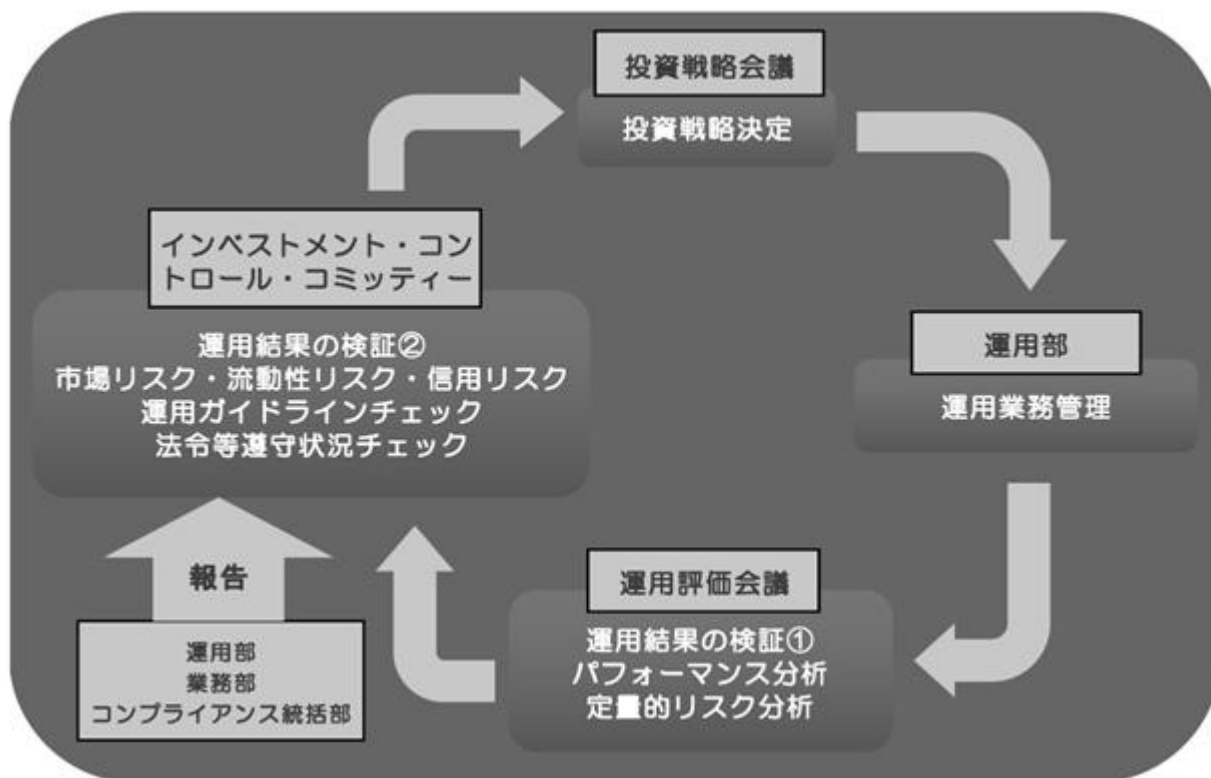 投資戦略会議
投資戦略決定
運用部
運用業務管理
運用評価会議
運用結果の検証①
パフォーマンス分析
定量的リスク分析
インベストメント・コン
トロール・コミッティー
運用結果の検証②
市場リスク・流動性リスク・信用リスク
運用ガイドラインチェック
法令等遵守状況チェック
報告
運用部
業務部
コンプライアンス統括部